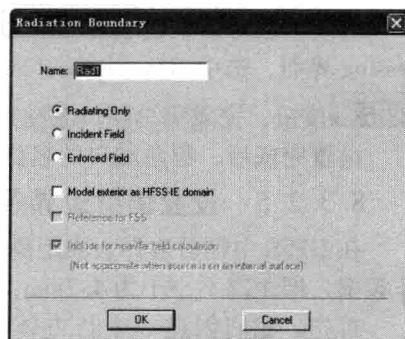 Radiation Boundary
Name: Rad1
Radiating Only
Incident Field
Enforced Field
Model exterior as HFSS-IE domain
Reference for FSS
Include for near/far field calculation
(Not appropriate when source is on an internal surface)
OK
Cancel